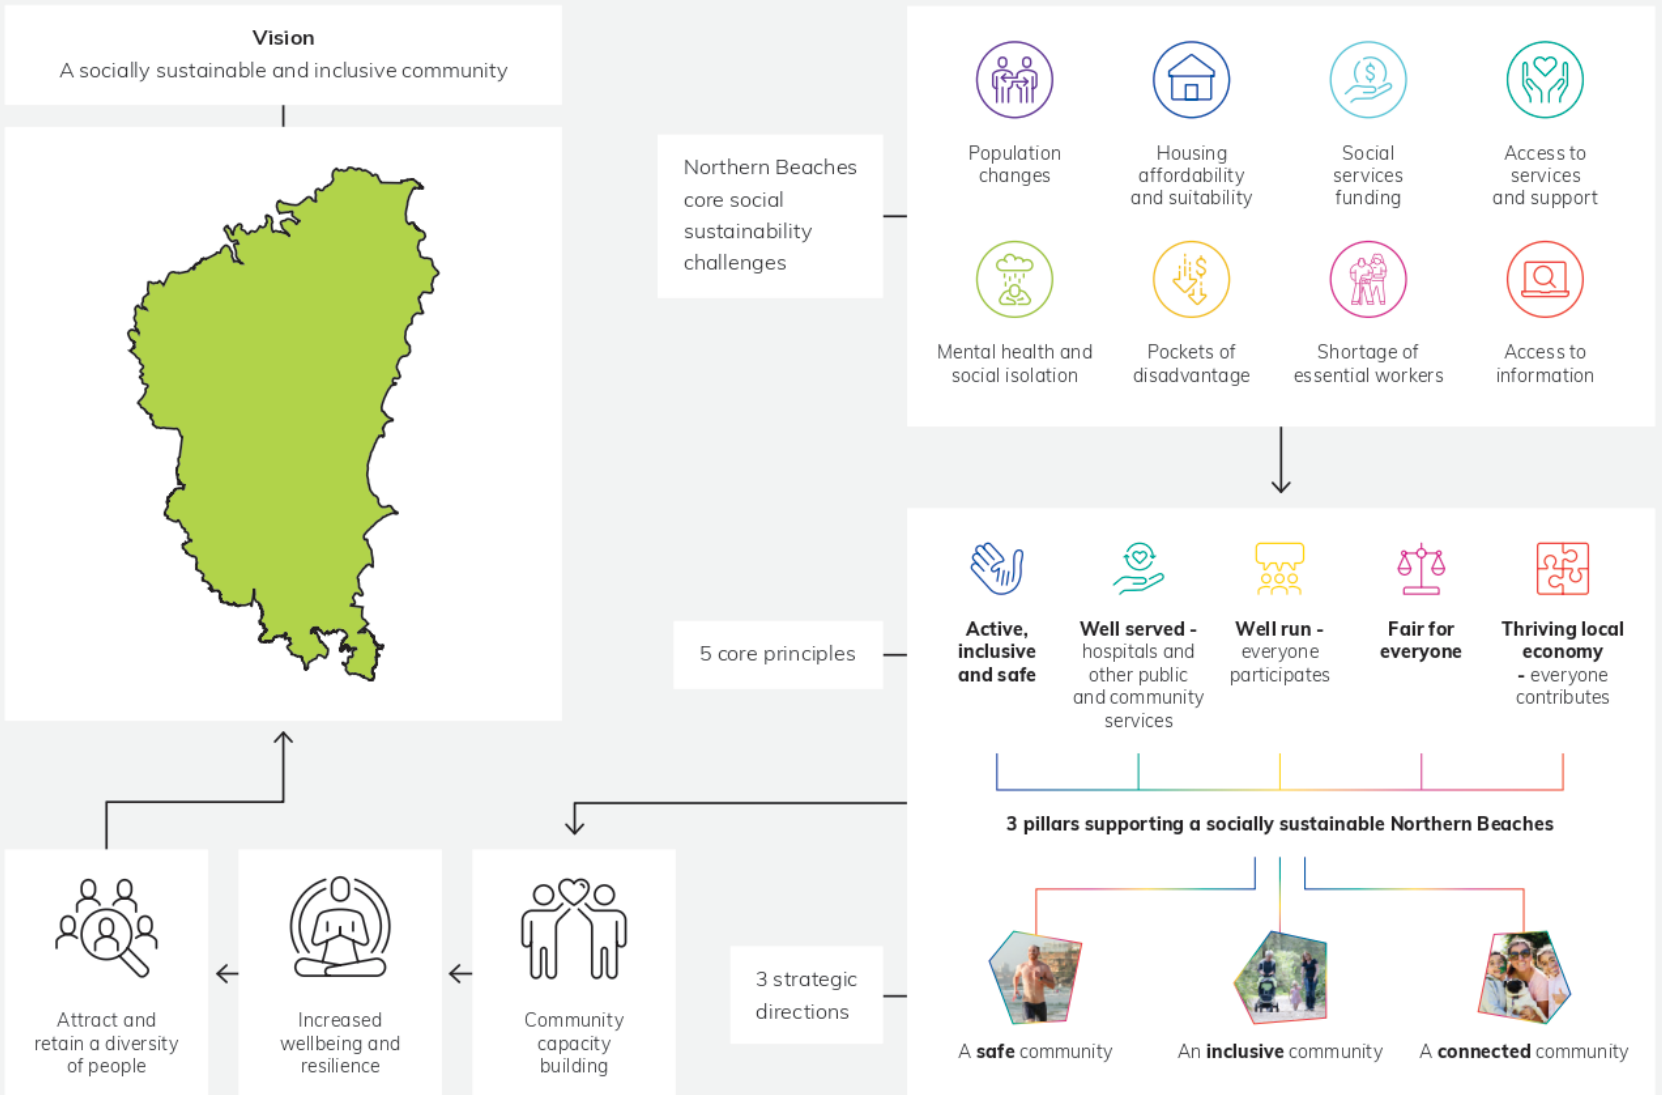 Vision
A socially sustainable and inclusive community
Northern Beaches
core social
sustainability
challenges
Population
changes
Housing
affordability
and suitability
Social
services
funding
Access to
services
and support
Mental health and
social isolation
Pockets of
disadvantage
Shortage of
essential workers
Access to
information
5 core principles
Active,
inclusive
and safe
Well served -
hospitals and
other public
and community
services
Well run -
everyone
participates
Fair for
everyone
Thriving local
economy
- everyone
contributes
3 pillars supporting a socially sustainable Northern Beaches
3 strategic
directions
A safe community
An inclusive community
A connected community
Community
capacity
building
Increased
wellbeing and
resilience
Attract and
retain a diversity
of people